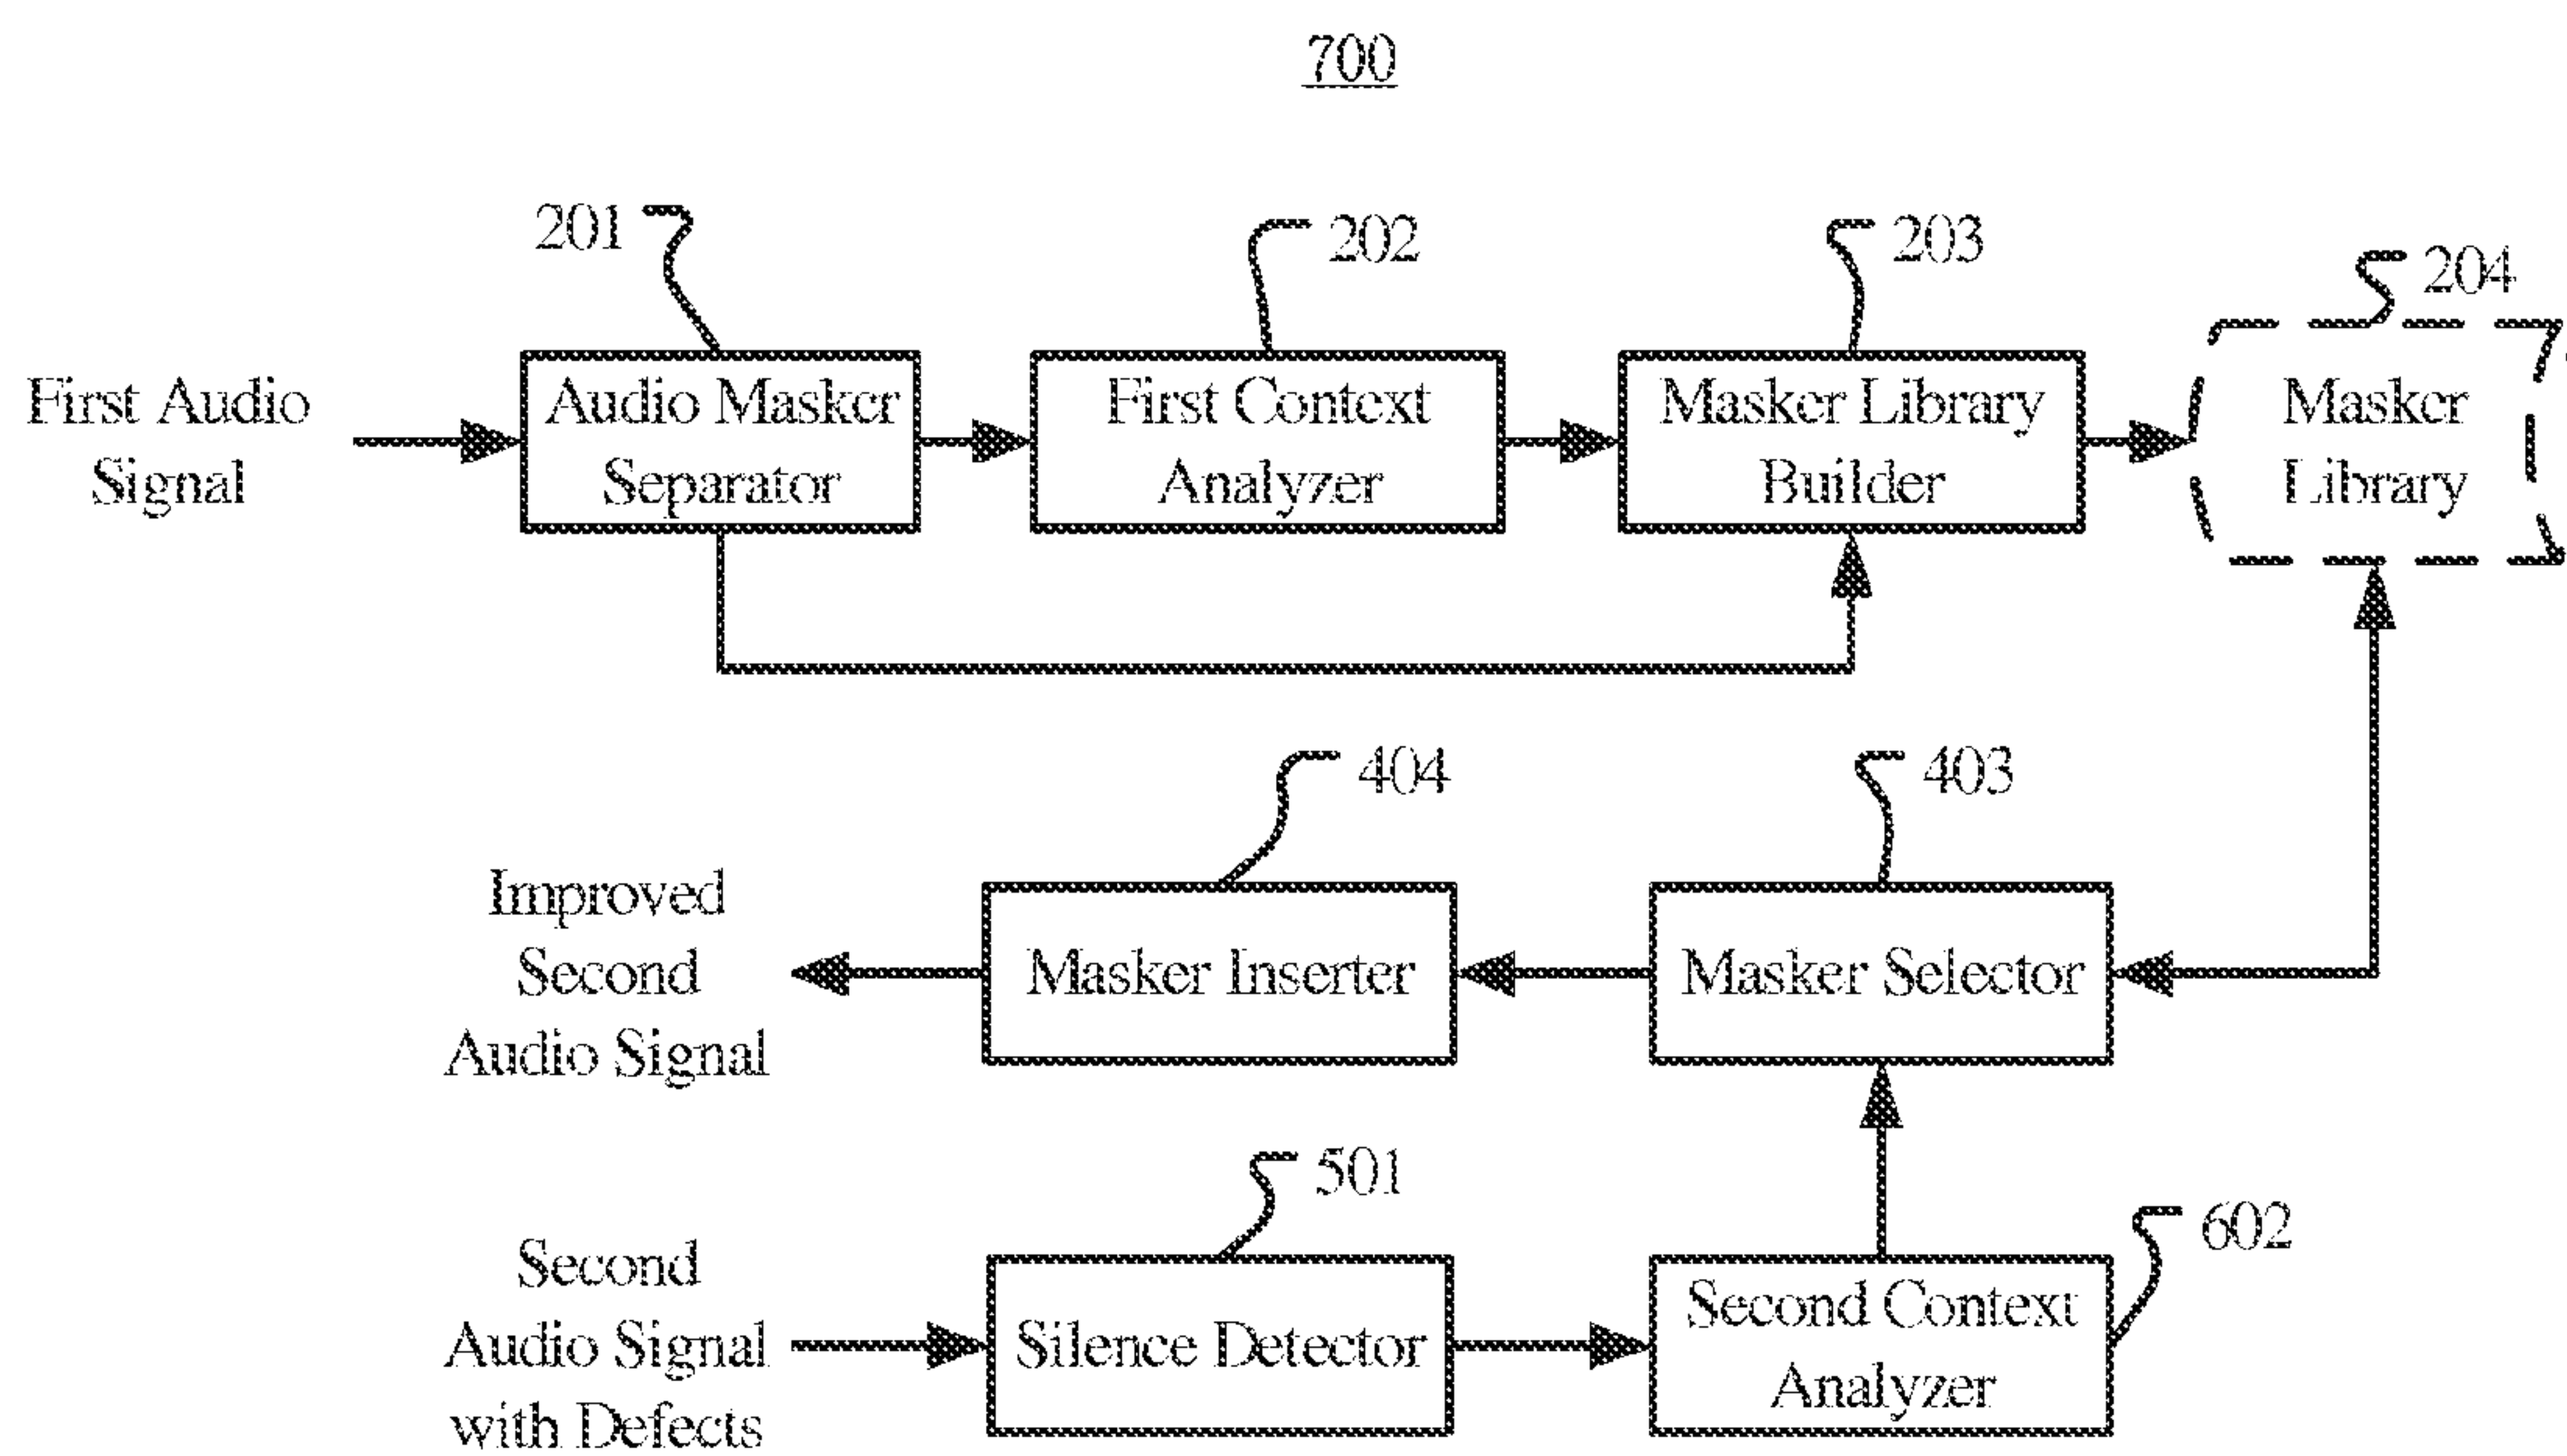 700
201
202
203
204
First Audio
Signal
Audio Masker
Separator
First Context
Analyzer
Masker Library
Builder
Masker
Library
404
403
Improved
Second
Audio Signal
Masker Inserter
Masker Selector
501
602
Second
Audio Signal
with Defects
Silence Detector
Second Context
Analyzer